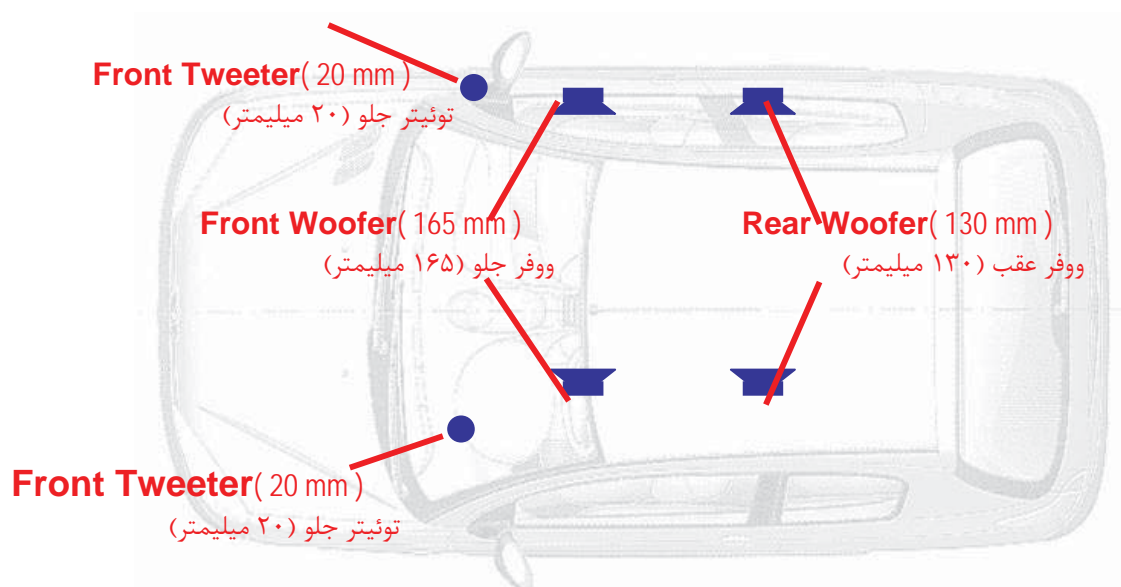 Front Tweeter( 20 mm )
توئیتر جلو (۲۰ میلیمتر)
Front Woofer( 165 mm )
ووفر جلو (۱۶۵ میلیمتر)
Rear Woofer( 130 mm )
ووفر عقب (۱۳۰ میلیمتر)
Front Tweeter( 20 mm )
توئیتر جلو (۲۰ میلیمتر)